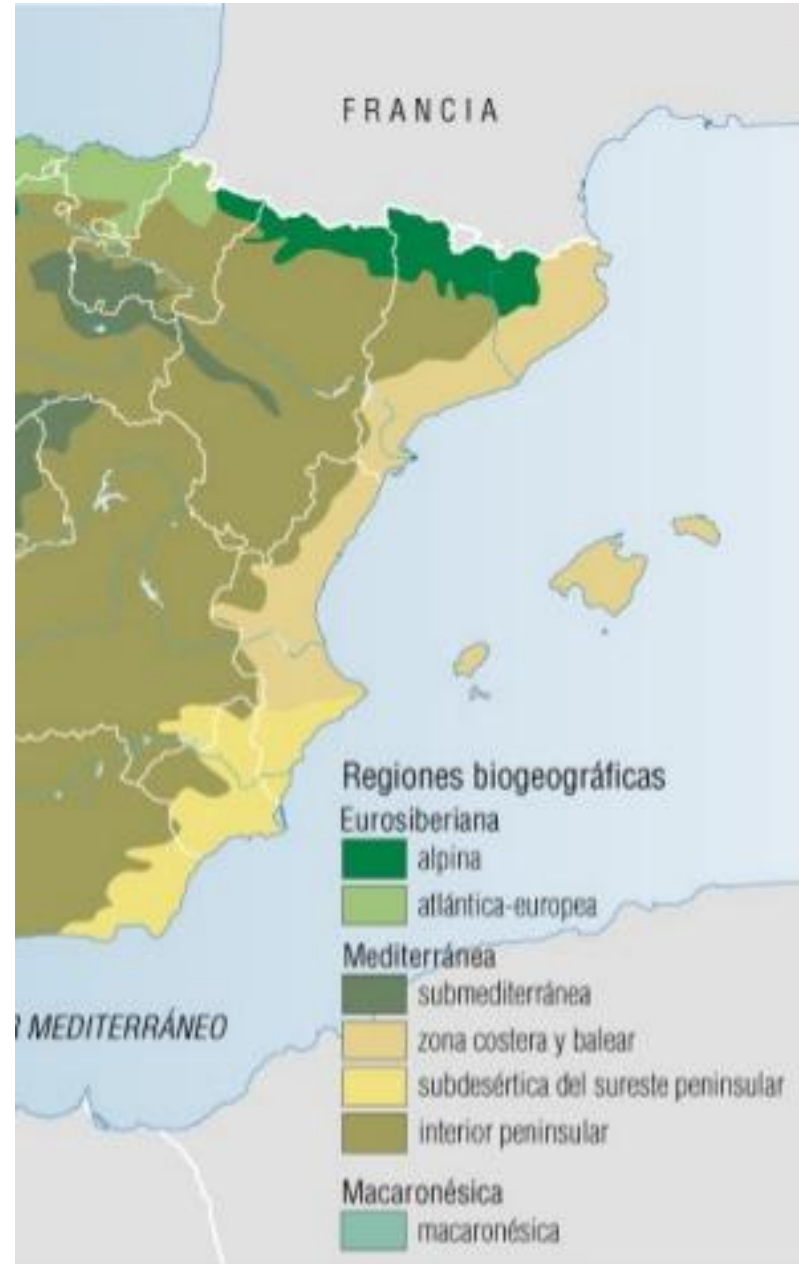 FRANCIA
Regiones biogeográficas
Eurosiberiana
alpina
atlántica-europea
Mediterránea
submediterránea
zona costera y balear
subdesértica del sureste peninsular
interior peninsular
Macaronésica
macaronésica
R MEDITERRÁNEO